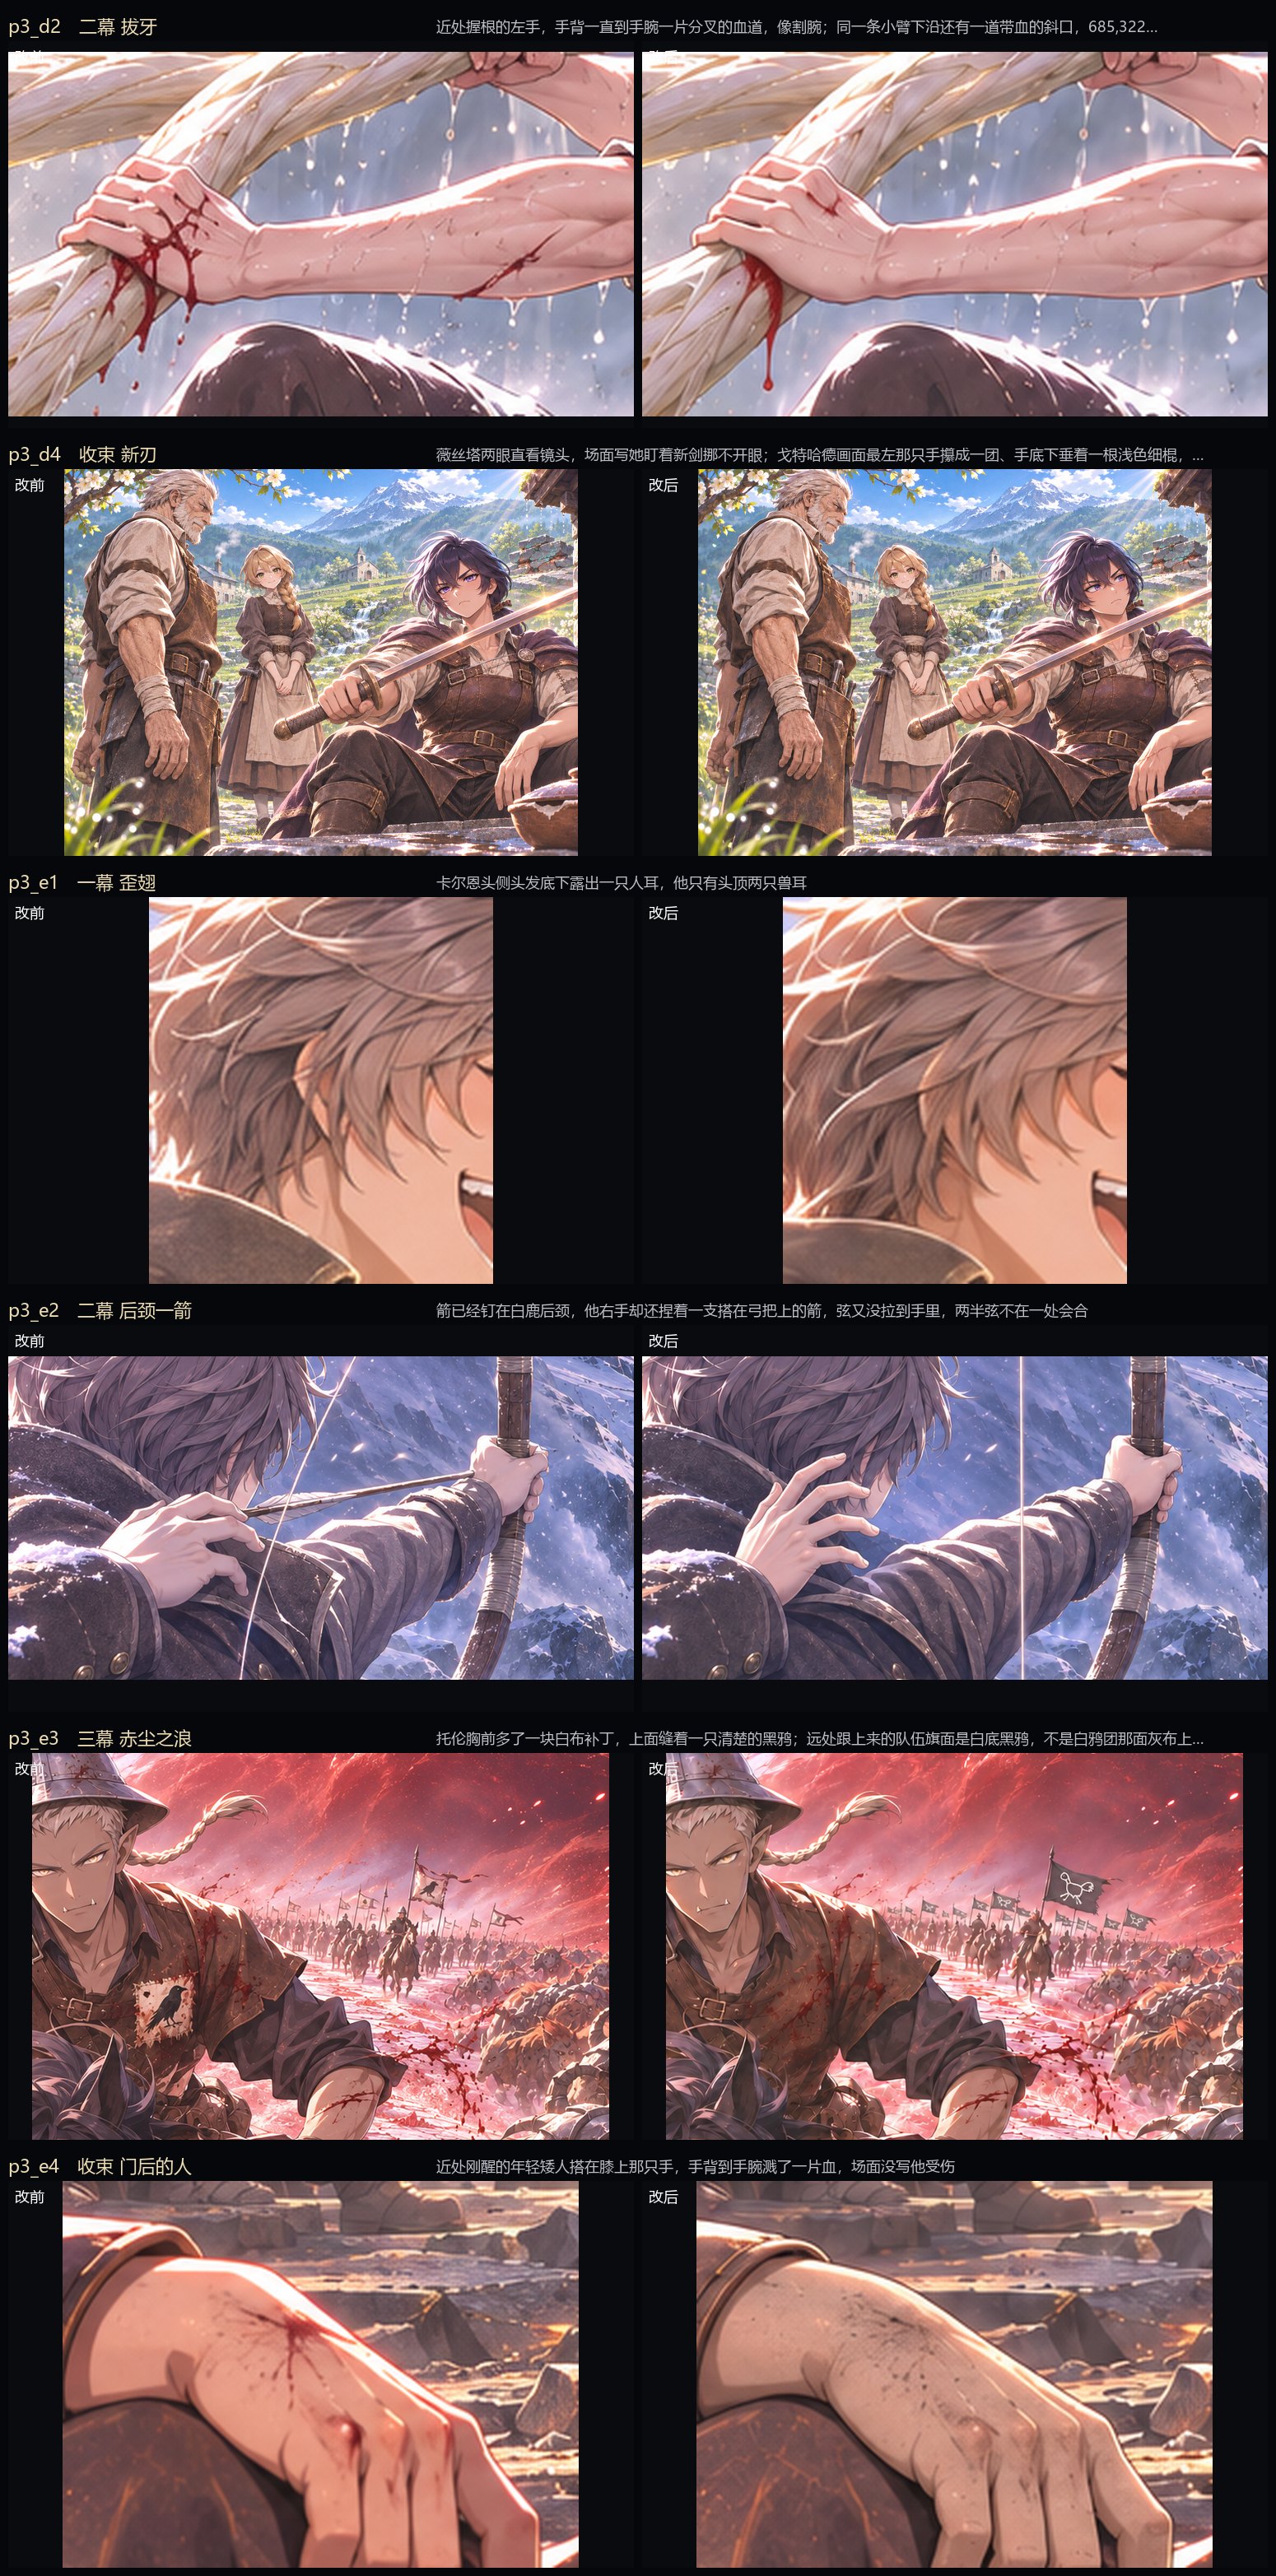 p3_d2 二幕 拔牙 近处握根的左手，手背一直到手腕一片分叉的血道，像割腕；同一条小臂下沿还有一道带血的斜口，685,322...
p3_d4 收束 新刃 薇丝塔两眼直看镜头，场面写她盯着新剑挪不开眼；戈特哈德画面最左那只手攥成一团、手底下垂着一根浅色细棍，...
改前 改后
p3_e1 一幕 歪翅 卡尔恩头侧头发底下露出一只人耳，他只有头顶两只兽耳
改前 改后
p3_e2 二幕 后颈一箭 箭已经钉在白鹿后颈，他右手却还捏着一支搭在弓把上的箭，弦又没拉到手里，两半弦不在一处会合
改前 改后
p3_e3 三幕 赤尘之浪 托伦胸前多了一块白布补丁，上面缝着一只清楚的黑鸦；远处跟上来的队伍旗面是白底黑鸦，不是白鸦团那面灰布上...
改前 改后
p3_e4 收束 门后的人 近处刚醒的年轻矮人搭在膝上那只手，手背到手腕溅了一片血，场面没写他受伤
改前 改后